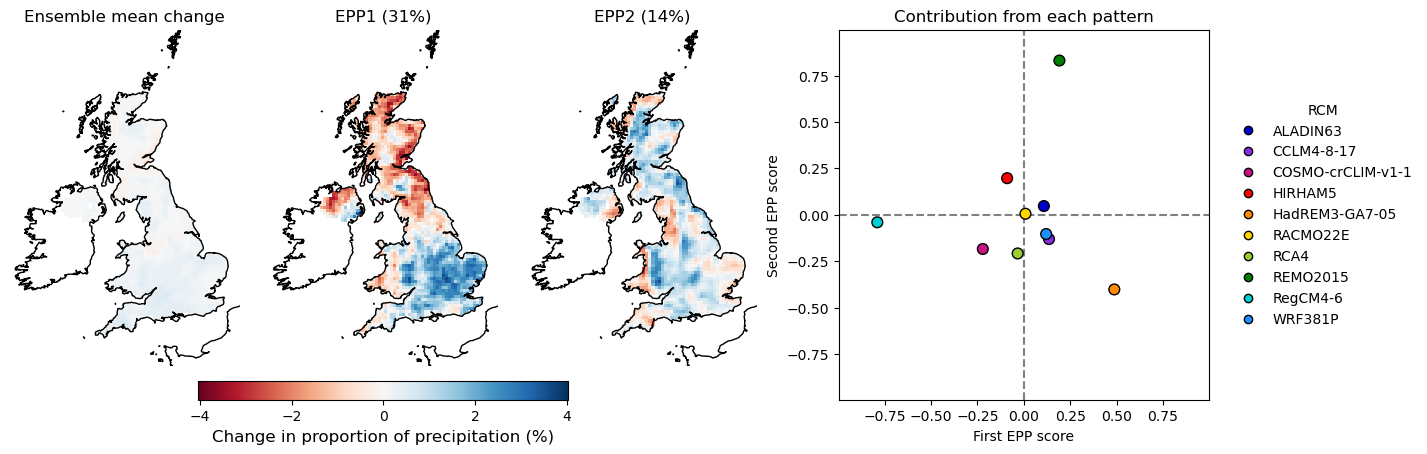 Ensemble mean change
EPP1 (31%)
EPP2 (14%)
−4 −2 0 2 4
Change in proportion of precipitation (%)
Contribution from each pattern
0.75
0.50
0.25
0.00
−0.25
−0.50
−0.75
Second EPP score
−0.75 −0.50 −0.25 0.00 0.25 0.50 0.75
First EPP score
RCM
ALADIN63
CCLM4-8-17
COSMO-crCLIM-v1-1
HIRHAM5
HadREM3-GA7-05
RACMO22E
RCA4
REMO2015
RegCM4-6
WRF381P